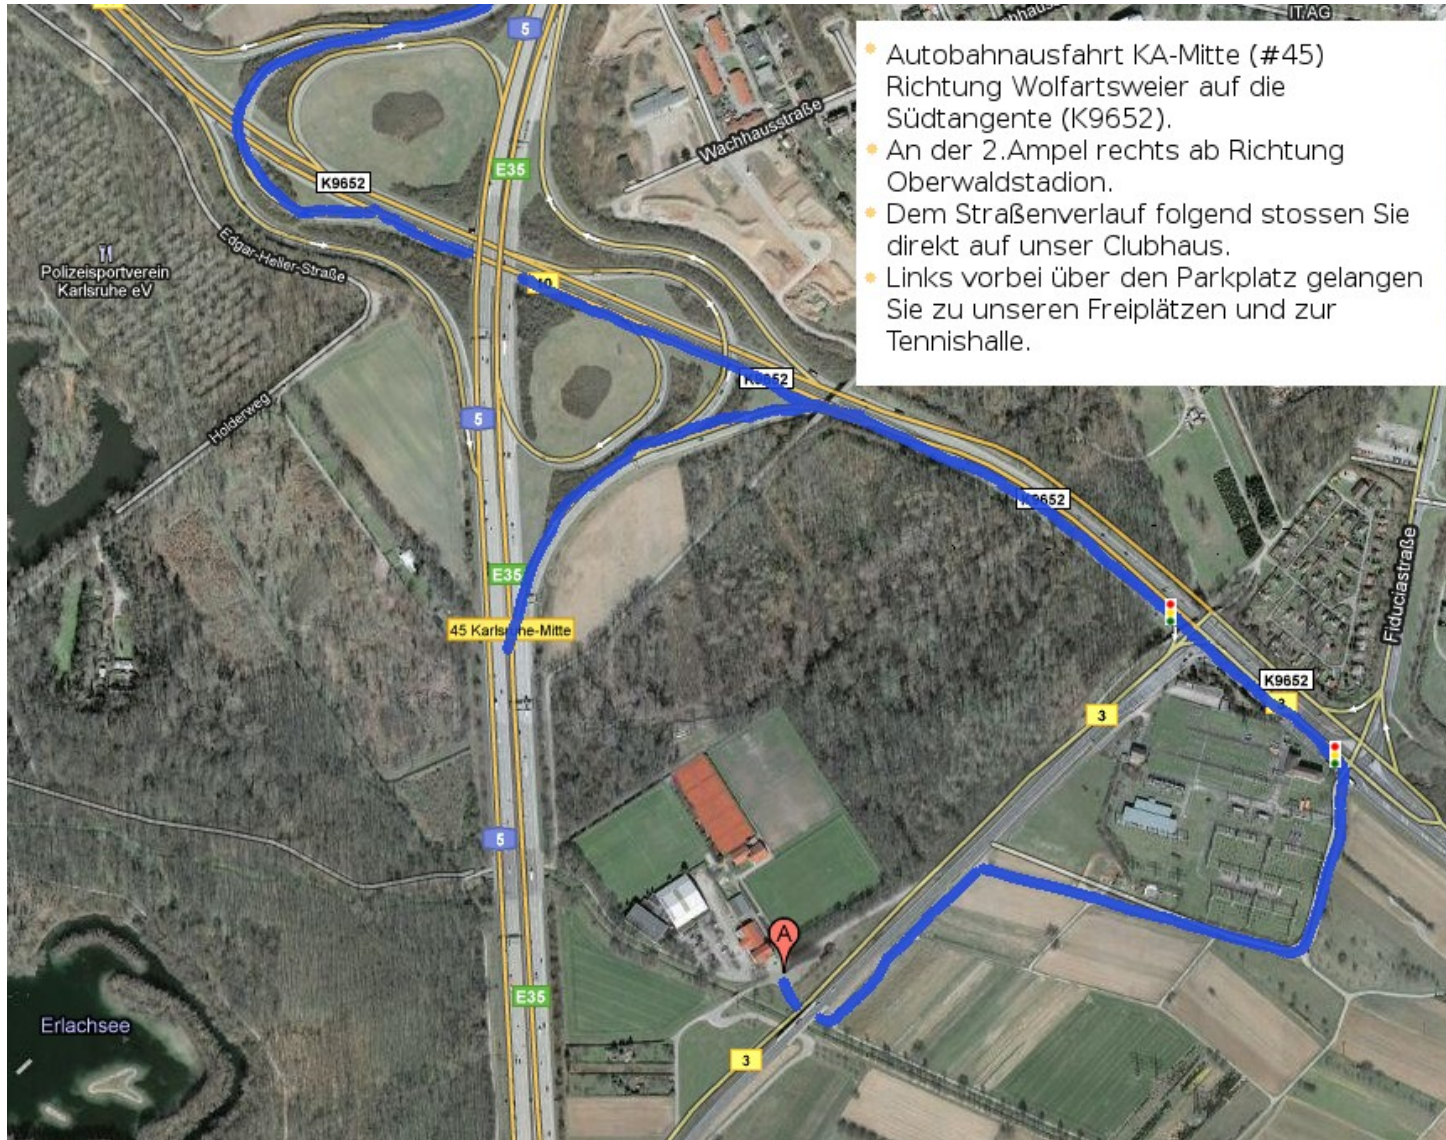 IT.AG
5
Autobahnausfahrt KA-Mitte (#45)
Richtung Wolfartsweier auf die
Südtangente (K9652).
An der 2.Ampel rechts ab Richtung
Oberwaldstadion.
Dem Straßenverlauf folgend stossen Sie
direkt auf unser Clubhaus.
Links vorbei über den Parkplatz gelangen
Sie zu unseren Freiplätzen und zur
Tennishalle.
Wachhausstraße
E35
K9652
Edgar-Heller-Straße
Polizeisportverein
Karlsruhe eV
K9652
Holderweg
5
K9652
Fiduciastraße
E35
45 Karlsruhe-Mitte
K9652
3
3
5
A
E35
Erlachsee
3